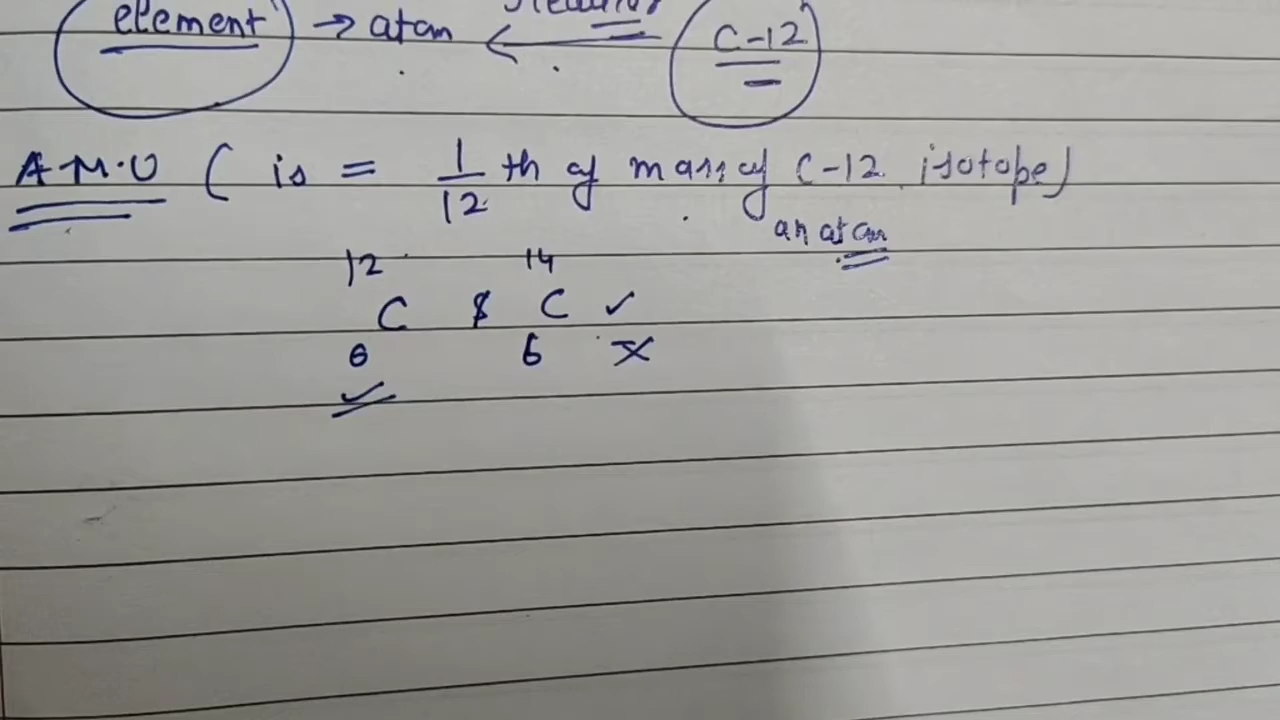 element → atom ← C-12
A.M.U ( is = 1/12 th of mass of C-12 isotope)
an atom
12 14
C $ C ✓
6 6 ×
✓